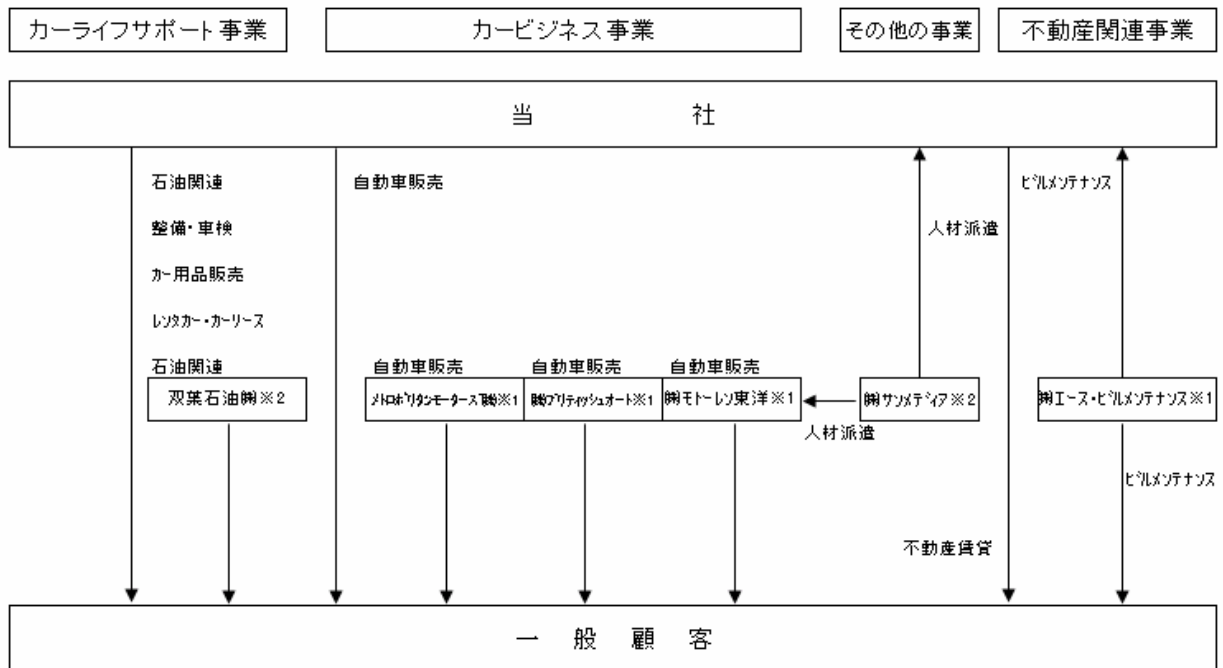 カーライフサポート事業
カービジネス事業
その他の事業
不動産関連事業
当 社
石油関連
自動車販売
ﾋﾞﾙﾒﾝﾃﾅﾝｽ
整備・車検
人材派遣
カー用品販売
ﾚﾝﾀｶｰ・ｶｰﾘｰｽ
石油関連
自動車販売
自動車販売
自動車販売
双葉石油㈱※2
ﾒﾄﾛﾎﾟﾘﾀﾝﾓｰﾀｰｽﾞ㈱※1
㈱ﾌﾞﾘﾃｨｯｼｭｵｰﾄ※1
㈱ﾓﾄｰﾚﾝ東洋※1
㈱ｻﾝﾒﾃﾞｨｱ※2
㈱ｴｰｽ・ﾋﾞﾙﾒﾝﾃﾅﾝｽ※1
人材派遣
ﾋﾞﾙﾒﾝﾃﾅﾝｽ
不動産賃貸
一 般 顧 客